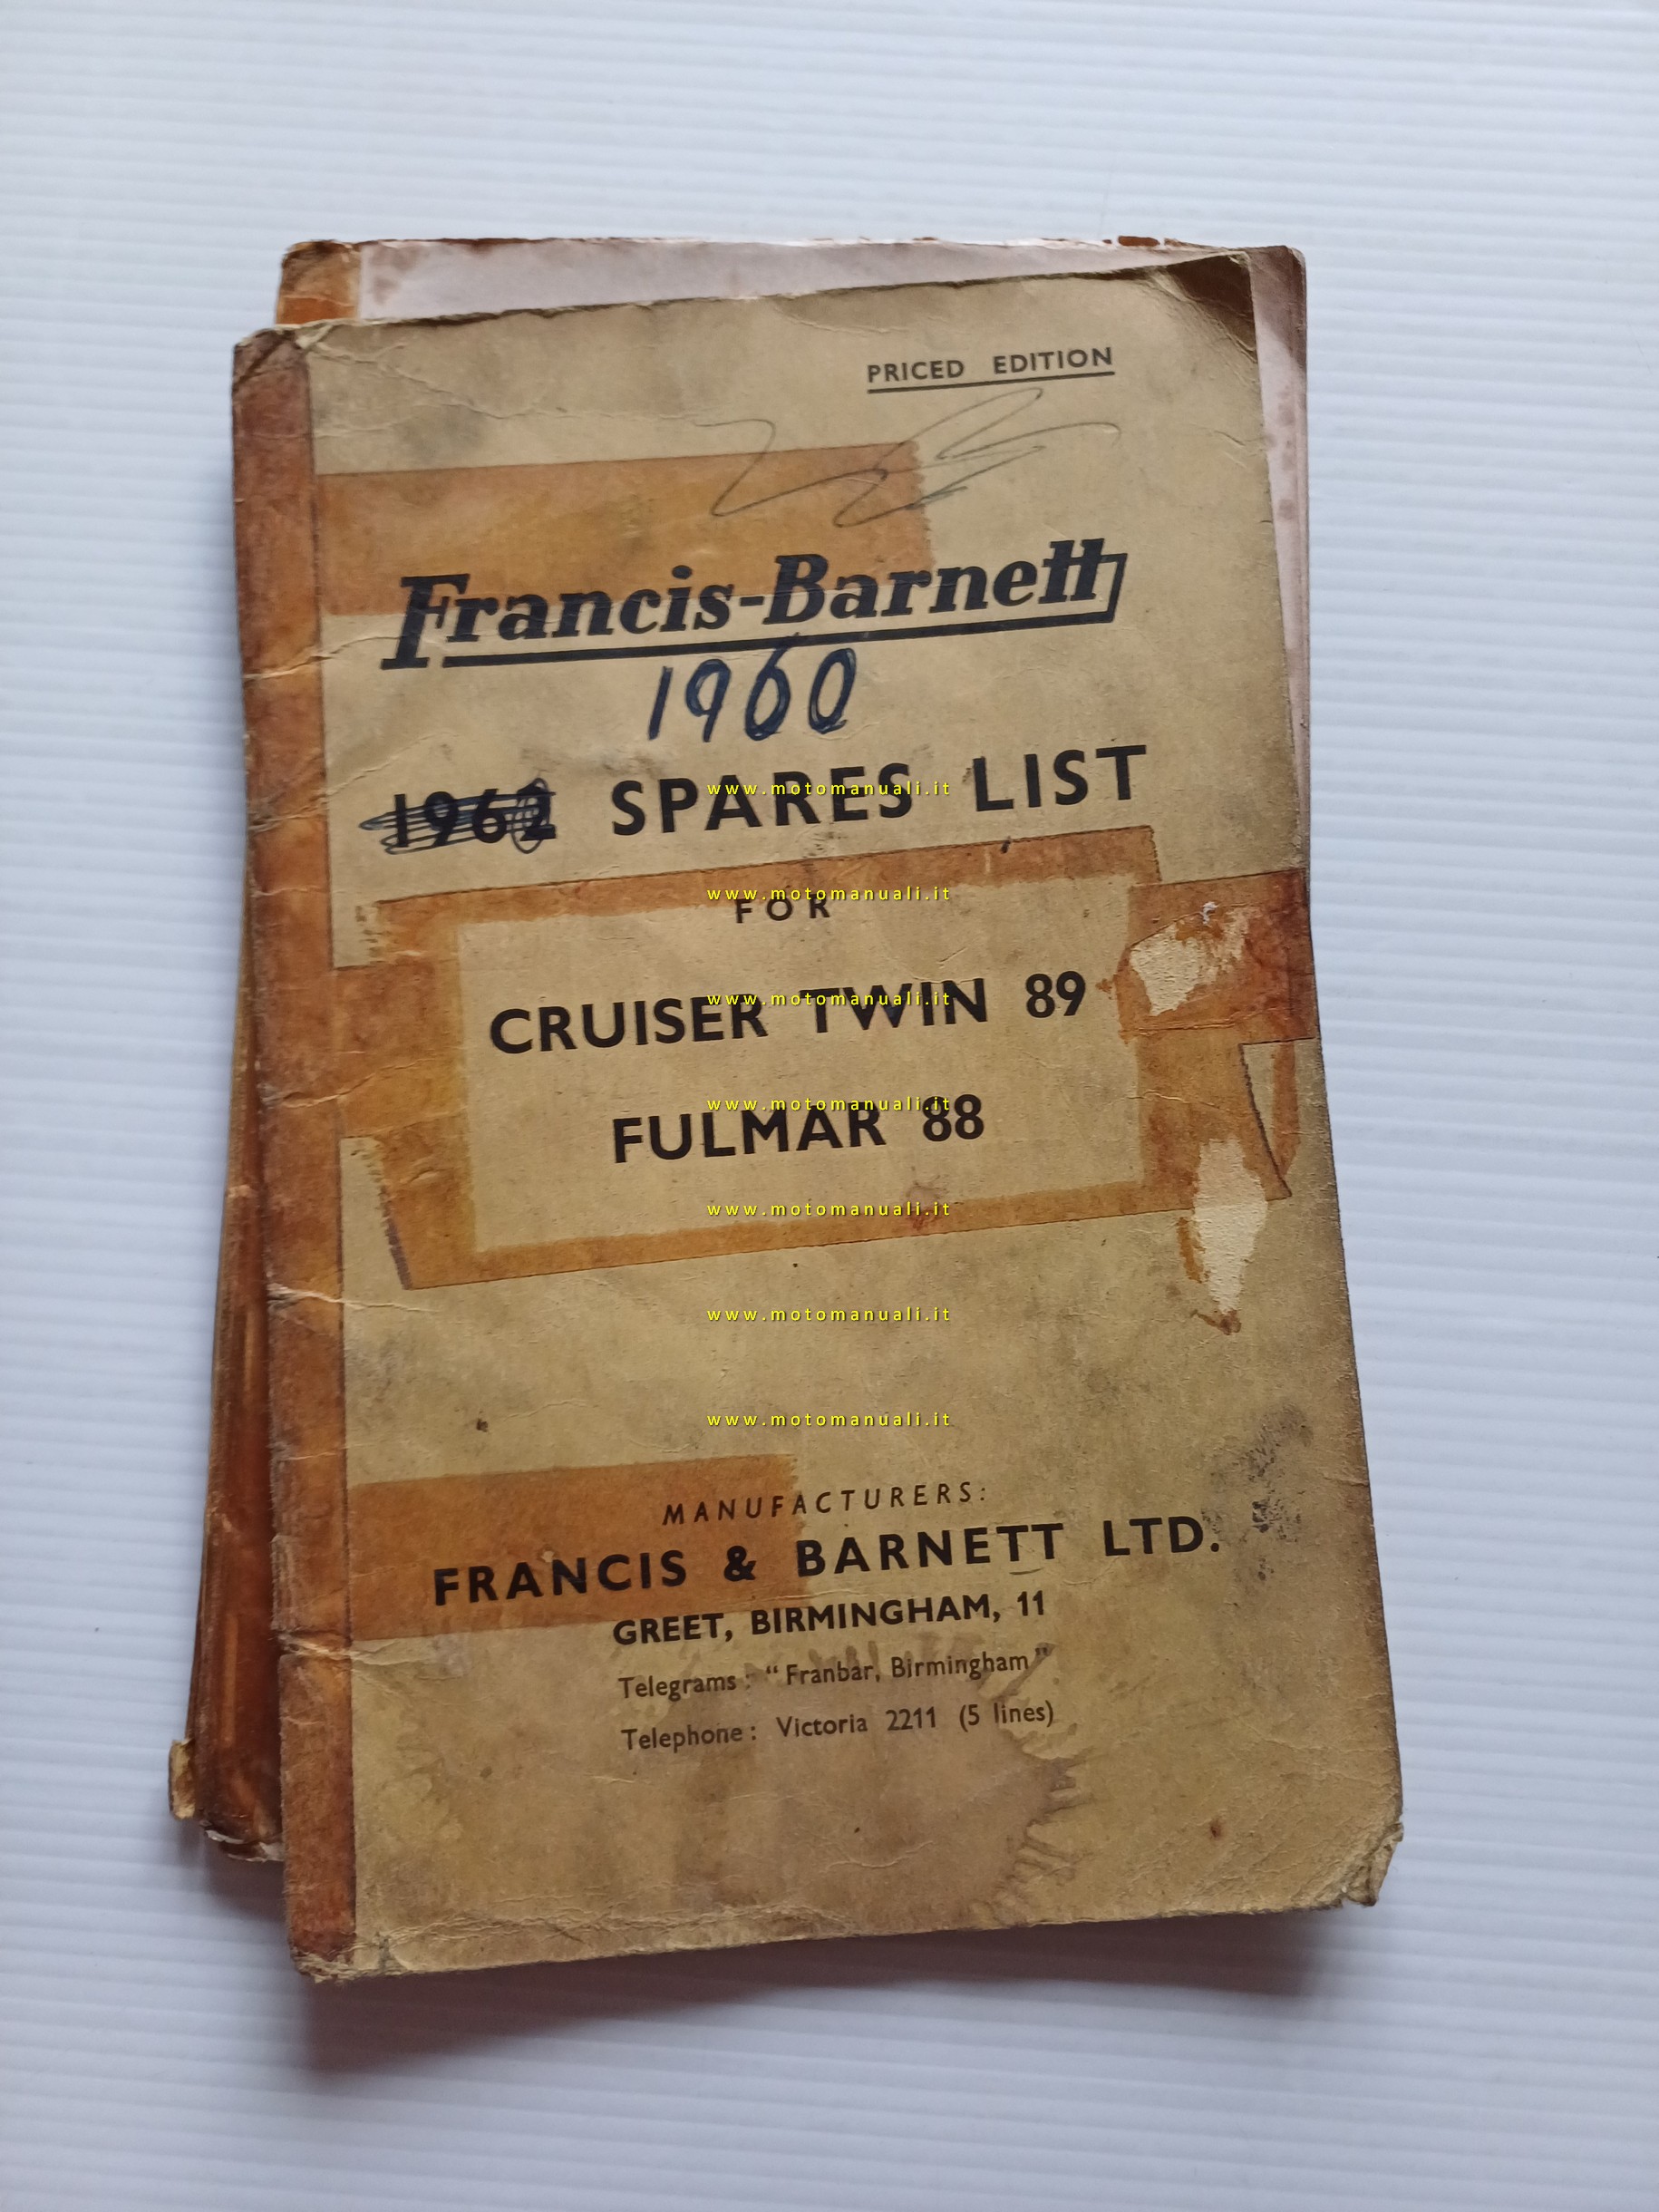 PRICED EDITION
Francis-Barnett
1960
1962 SPARES LIST
www.motomanuali.it
www.motomanuali.it
FOR
www.motomanuali.it
CRUISER TWIN 89
www.motomanuali.it
FULMAR 88
www.motomanuali.it
www.motomanuali.it
www.motomanuali.it
MANUFACTURERS:
FRANCIS & BARNETT LTD.
GREET, BIRMINGHAM, 11
Telegrams: "Franbar, Birmingham"
Telephone: Victoria 2211 (5 lines)